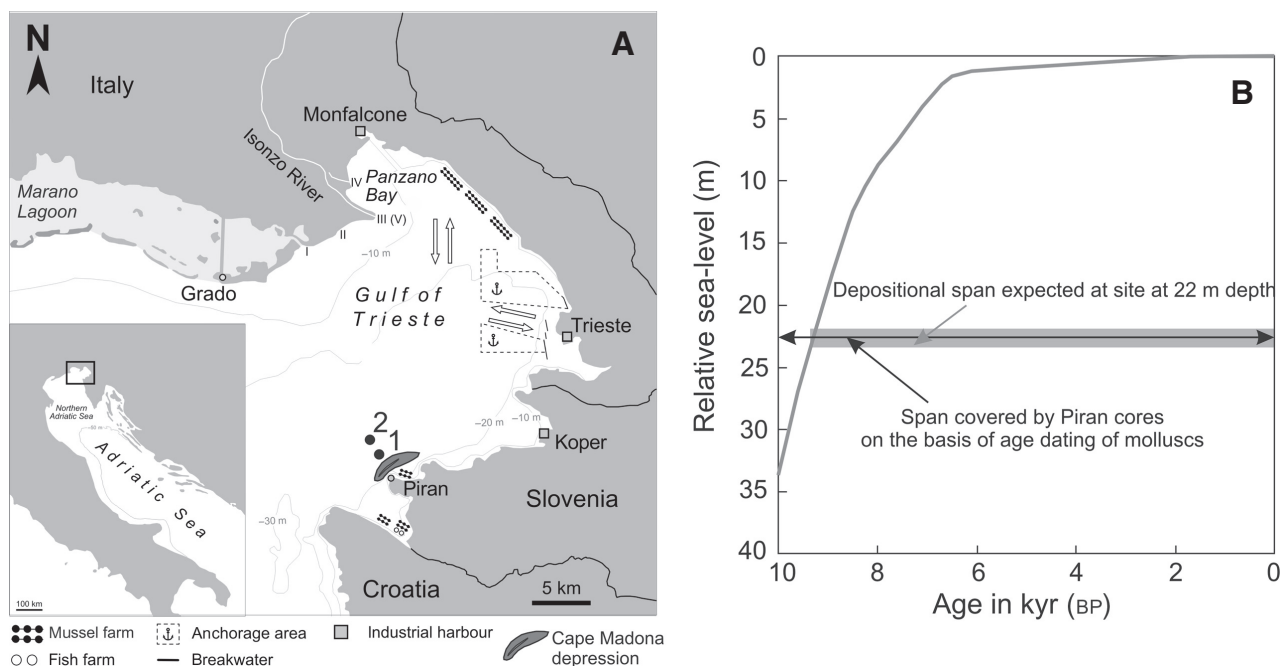 N
A
Italy
Monfalcone
Isonzo River
IV
Panzano
Bay
Marano
Lagoon
III (V)
II
I
–10 m
Grado
Gulf of
Trieste
Trieste
–20 m
–10 m
Koper
2
1
Piran
Slovenia
–30 m
Croatia
5 km
Northern
Adriatic Sea
Adriatic Sea
100 km
Mussel farm
Anchorage area
Industrial harbour
Cape Madona
depression
Fish farm
Breakwater
B
Relative sea-level (m)
0
5
10
15
20
25
30
35
40
Depositional span expected at site at 22 m depth
Span covered by Piran cores
on the basis of age dating of molluscs
10 8 6 4 2 0
Age in kyr (BP)